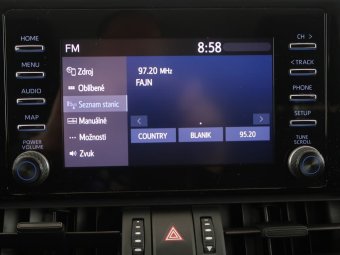 FM 8:58
HOME
MENU
AUDIO
MAP
POWER
VOLUME
Zdroj
Oblíbené
Seznam stanic
Manuálně
Možnosti
Zvuk
97.20 MHz
FAJN
COUNTRY BLANIK 95.20
CH >
< TRACK
PHONE
SETUP
TUNE
SCROLL